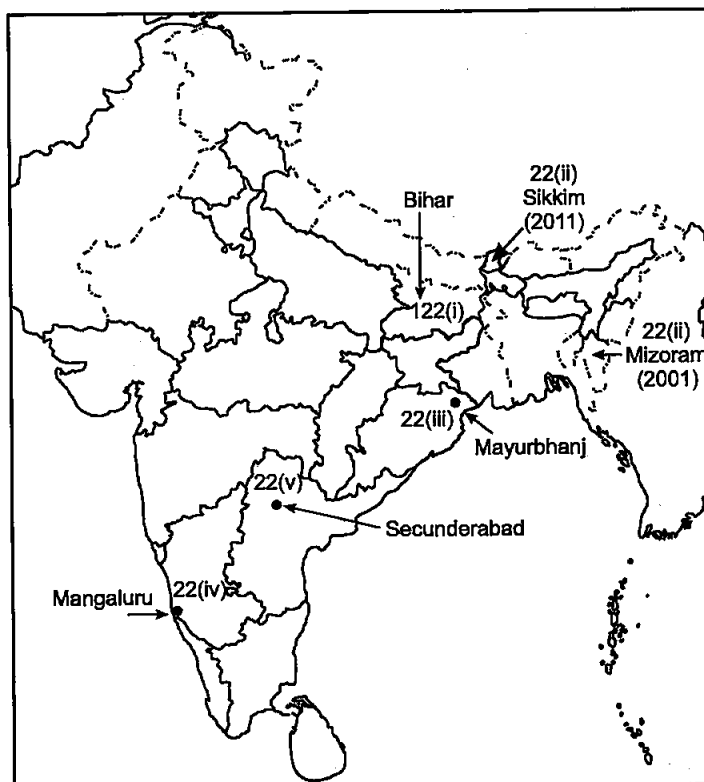 22(ii)
Sikkim
(2011)
Bihar
122(i)
22(ii)
Mizoram
(2001)
22(iii)
Mayurbhanj
22(v)
Secunderabad
22(iv)
Mangaluru